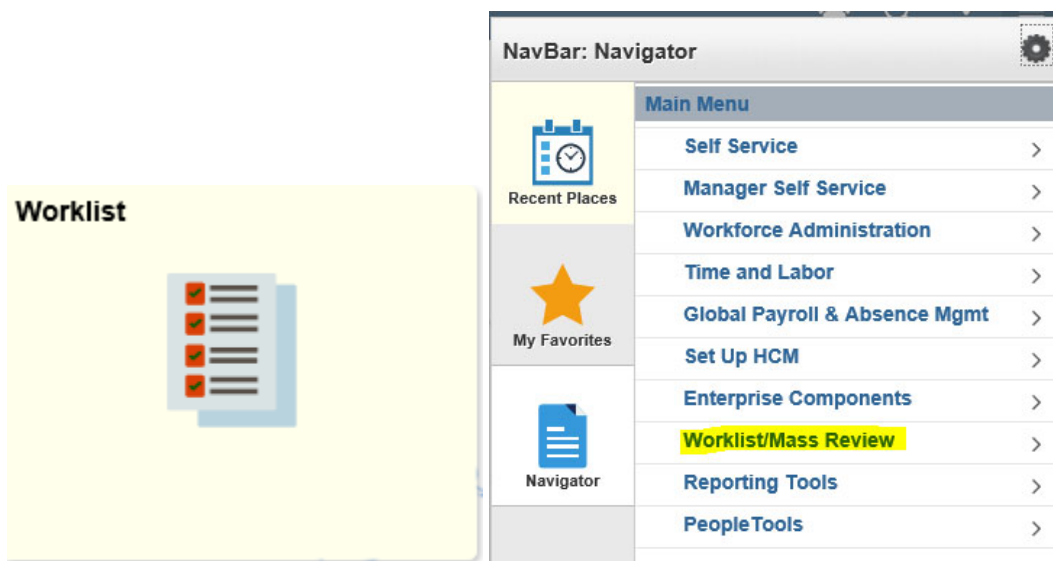 Worklist
NavBar: Navigator
Recent Places
My Favorites
Navigator
Main Menu
Self Service
Manager Self Service
Workforce Administration
Time and Labor
Global Payroll & Absence Mgmt
Set Up HCM
Enterprise Components
Worklist/Mass Review
Reporting Tools
PeopleTools